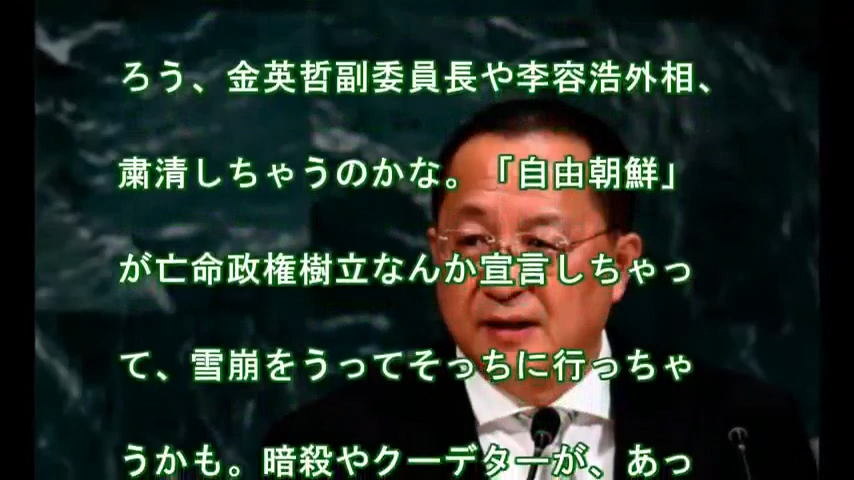 ろう、金英哲副委員長や李容浩外相、
粛清しちゃうのかな。「自由朝鮮」
が亡命政権樹立なんか宣言しちゃっ
て、雪崩をうってそっちに行っちゃ
うかも。暗殺やクーデターが、あっ